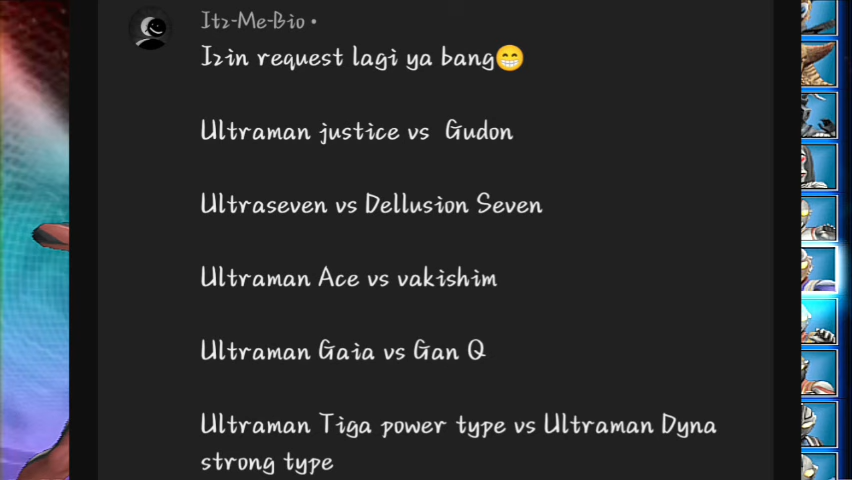 Itz-Me-Bio •
Izin request lagi ya bang😁
Ultraman justice vs Gudon
Ultraseven vs Dellusion Seven
Ultraman Ace vs vakishim
Ultraman Gaia vs Gan Q
Ultraman Tiga power type vs Ultraman Dyna
strong type